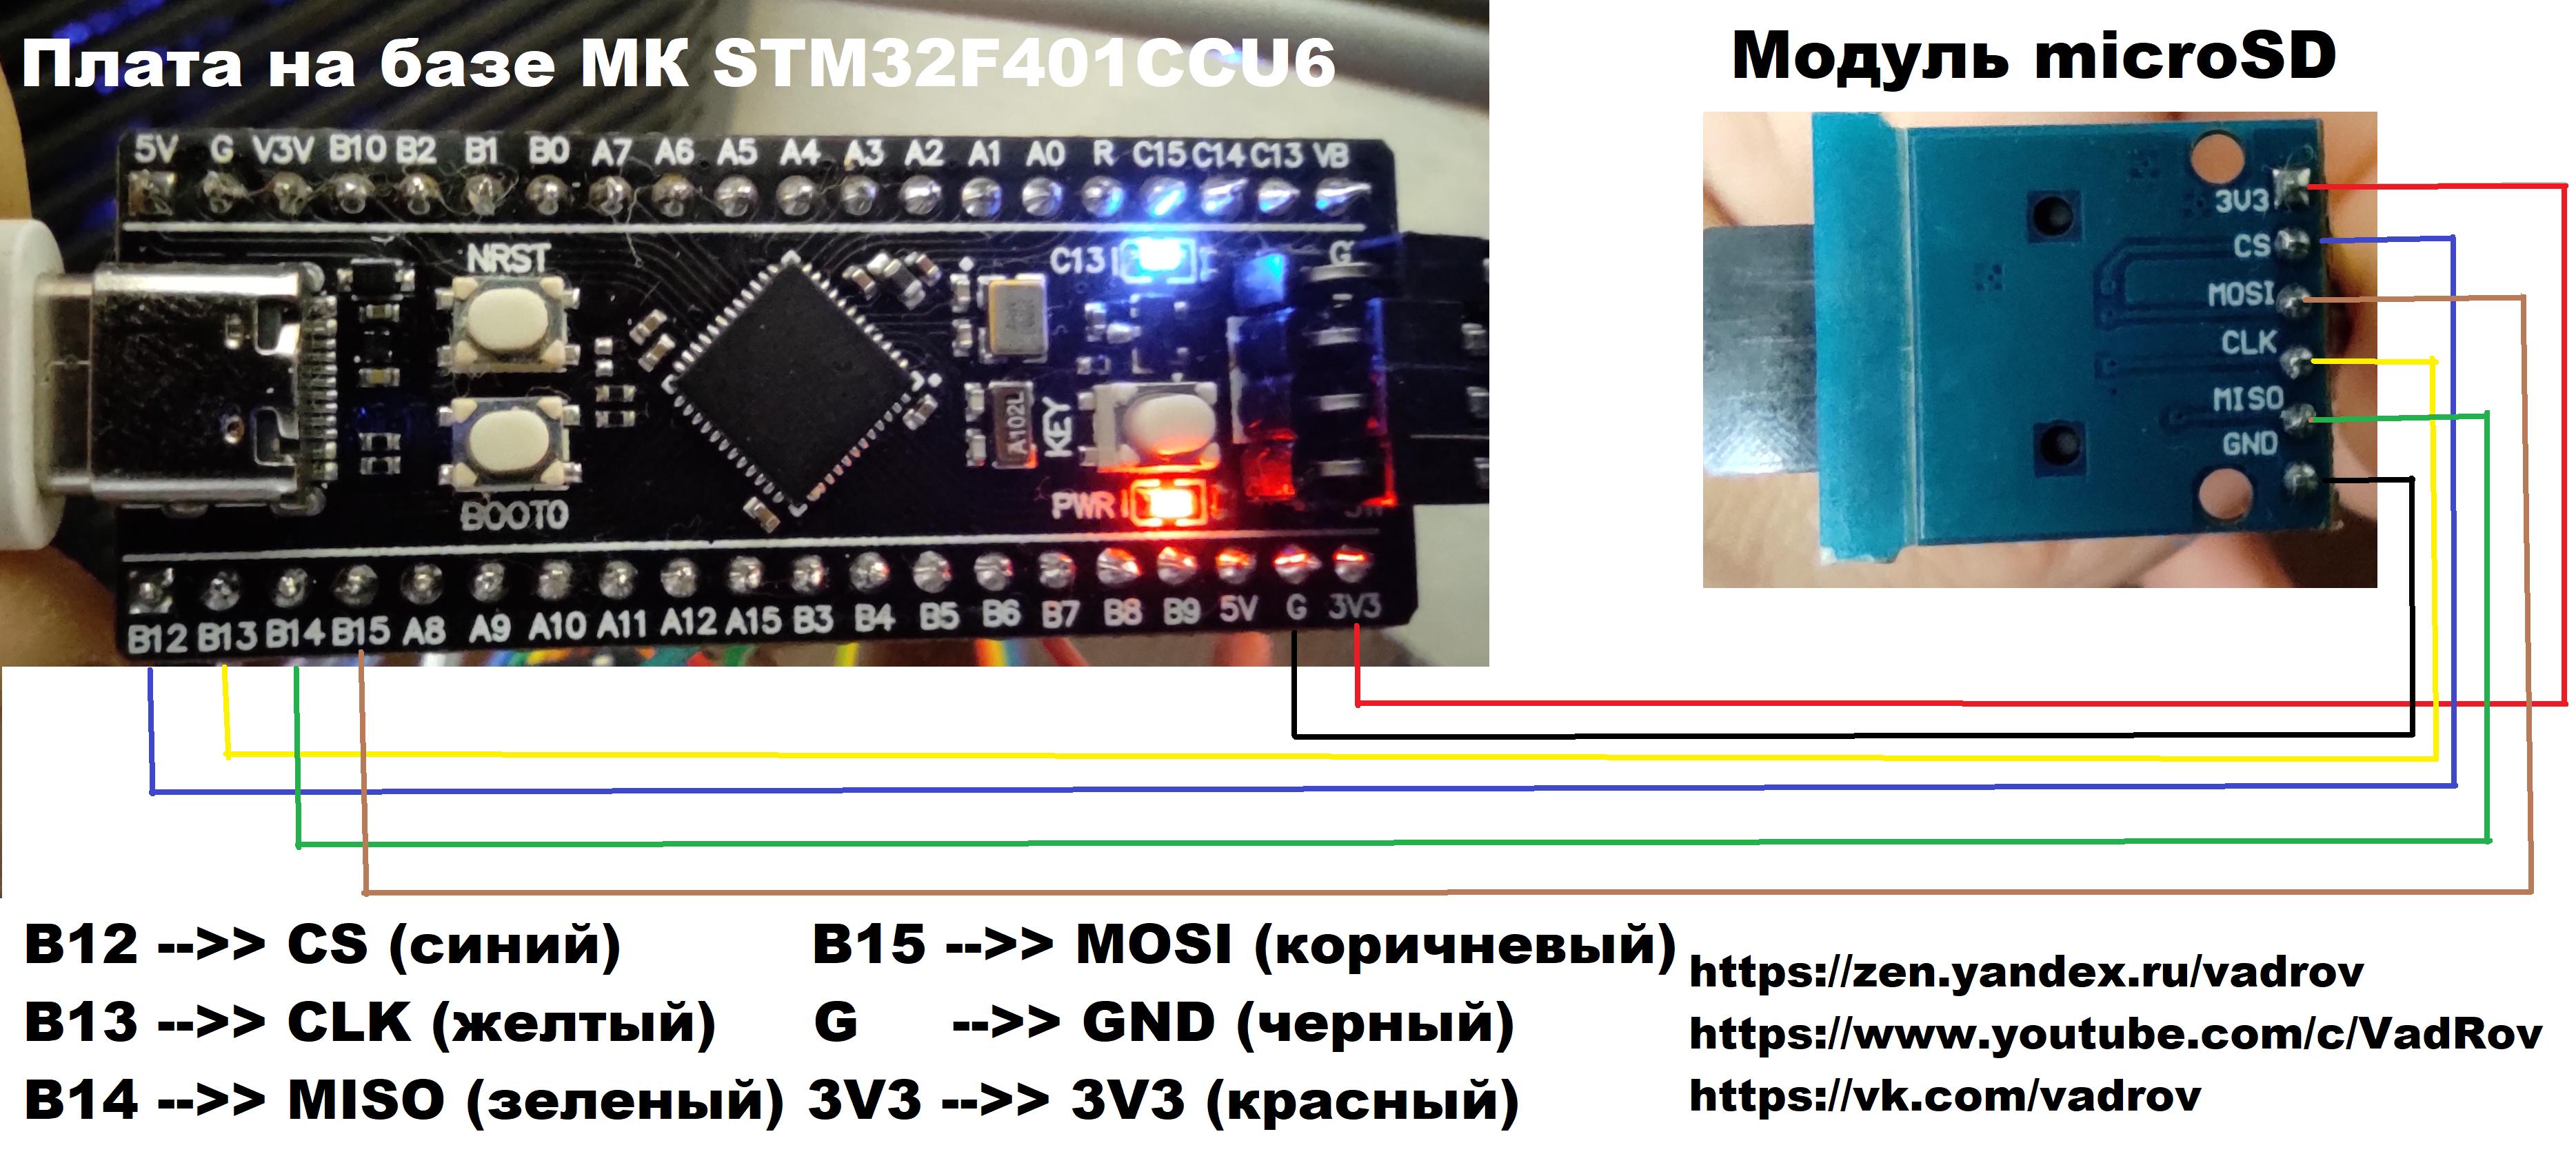 Плата на базе МК STM32F401CCU6
Модуль microSD
5V G V3V B10 B2 B1 B0 A7 A6 A5 A4 A3 A2 A1 A0 R C15 C14 C13 VB
NRST
C13
G
KEY
A102L
BOOT0
PWR
B12 B13 B14 B15 A8 A9 A10 A11 A12 A15 B3 B4 B5 B6 B7 B8 B9 5V G 3V3
3V3
CS
MOSI
CLK
MISO
GND
B12 -->> CS (синий)
B13 -->> CLK (желтый)
B14 -->> MISO (зеленый)
B15 -->> MOSI (коричневый)
G -->> GND (черный)
3V3 -->> 3V3 (красный)
https://zen.yandex.ru/vadrov
https://www.youtube.com/c/VadRov
https://vk.com/vadrov